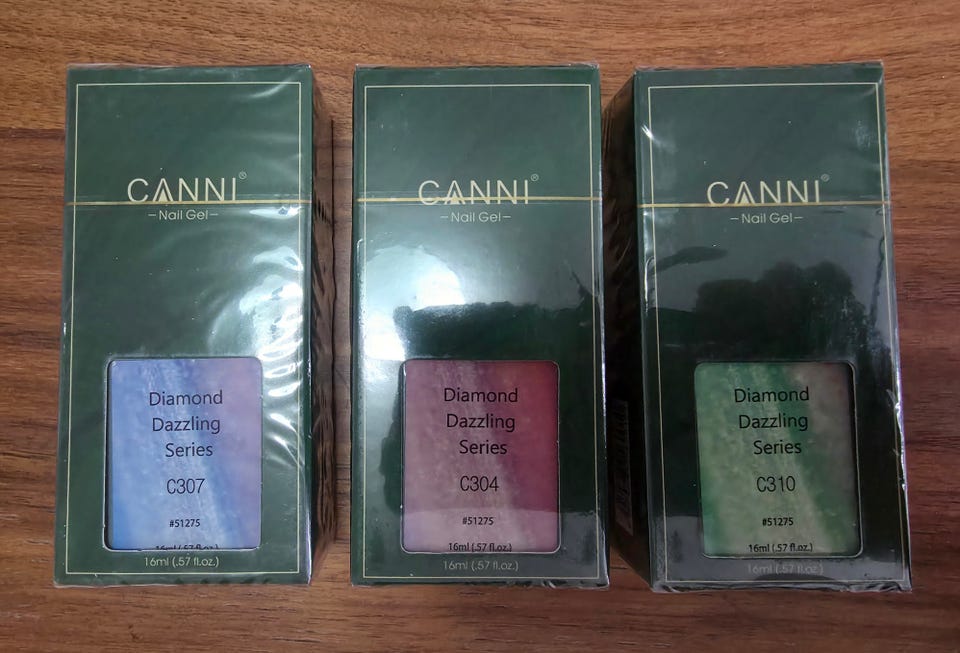 CANNI®
Nail Gel
Diamond
Dazzling
Series
C307
#51275
16ml (.57 fl.oz.)
16ml (.57 fl.oz.)
CANNI®
Nail Gel
Diamond
Dazzling
Series
C304
#51275
16ml (.57 fl.oz.)
16ml (.57 fl.oz.)
CANNI®
Nail Gel
Diamond
Dazzling
Series
C310
#51275
16ml (.57 fl.oz.)
16ml (.57 fl.oz.)